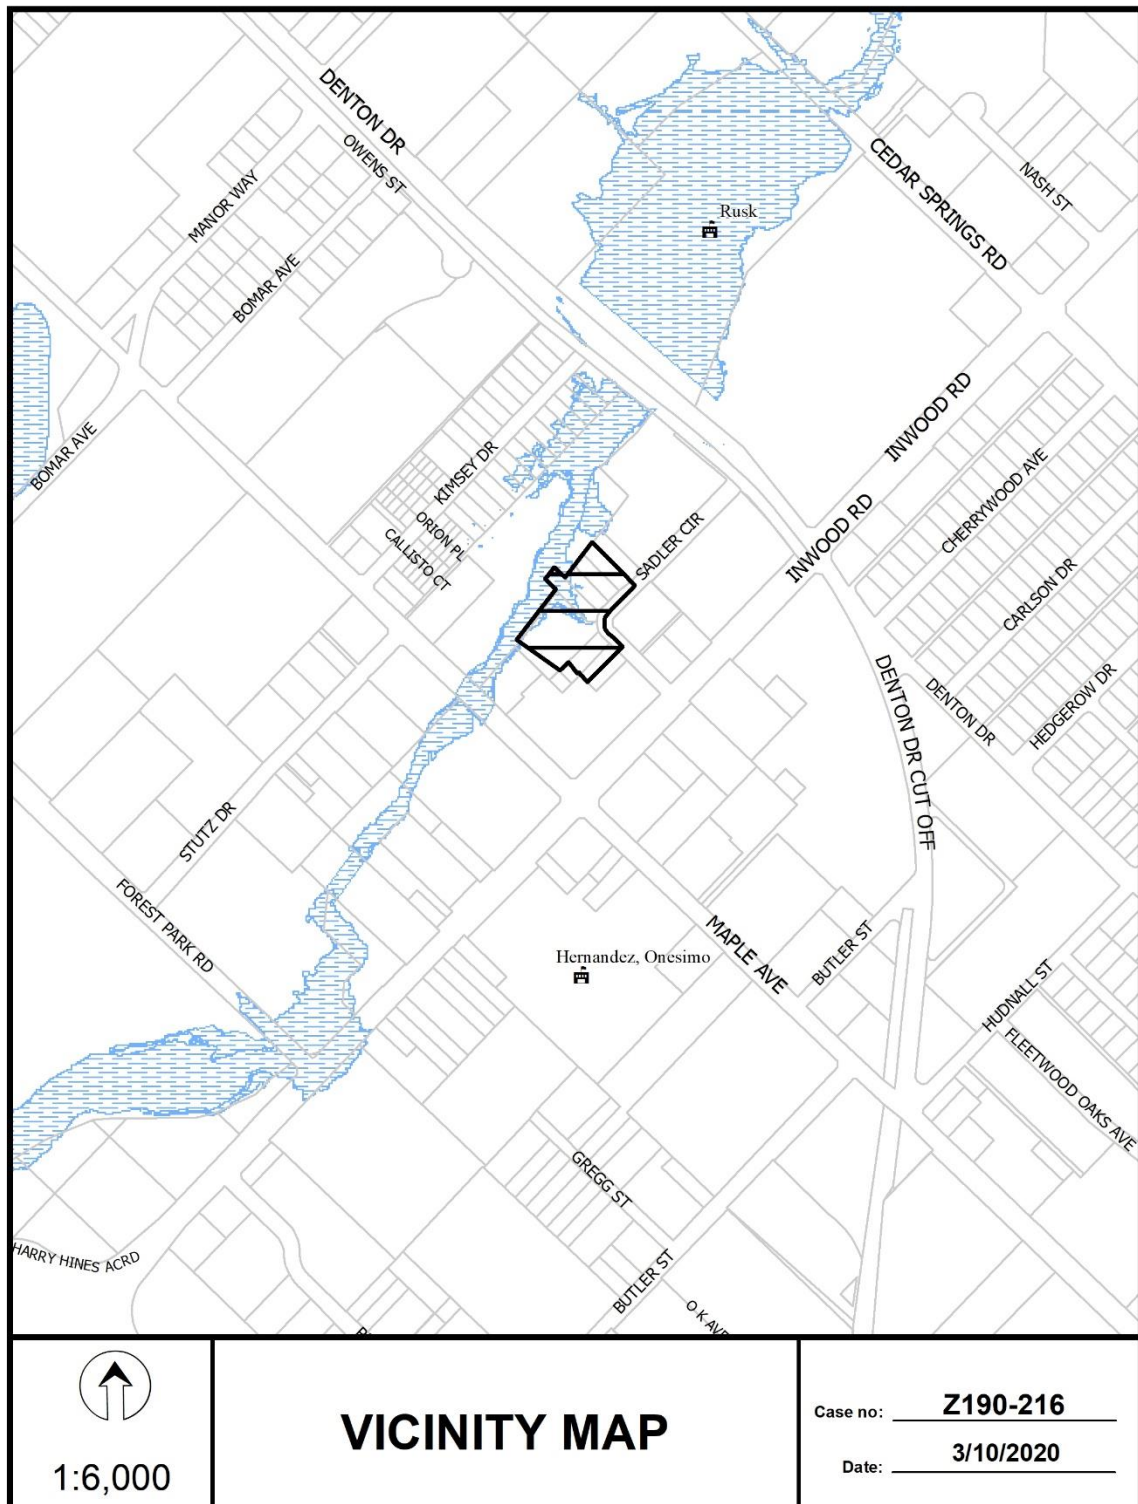 DENTON DR
OWENS ST
MANOR WAY
BOMAR AVE
CEDAR SPRINGS RD
NASH ST
Rusk
BOMAR AVE
KIMSEY DR
ORION PL
CALLISTO CT
SADLER CIR
INWOOD RD
INWOOD RD
CHERRYWOOD AVE
CARLSON DR
HEDGEROW DR
DENTON DR
DENTON DR CUT OFF
STUTZ DR
FOREST PARK RD
MAPLE AVE
BUTLER ST
Hernandez, Onesimo
HUDNALL ST
FLEETWOOD OAKS AVE
GREGG ST
BUTLER ST
HARRY HINES ACRD
1:6,000
VICINITY MAP
Case no: Z190-216
Date: 3/10/2020